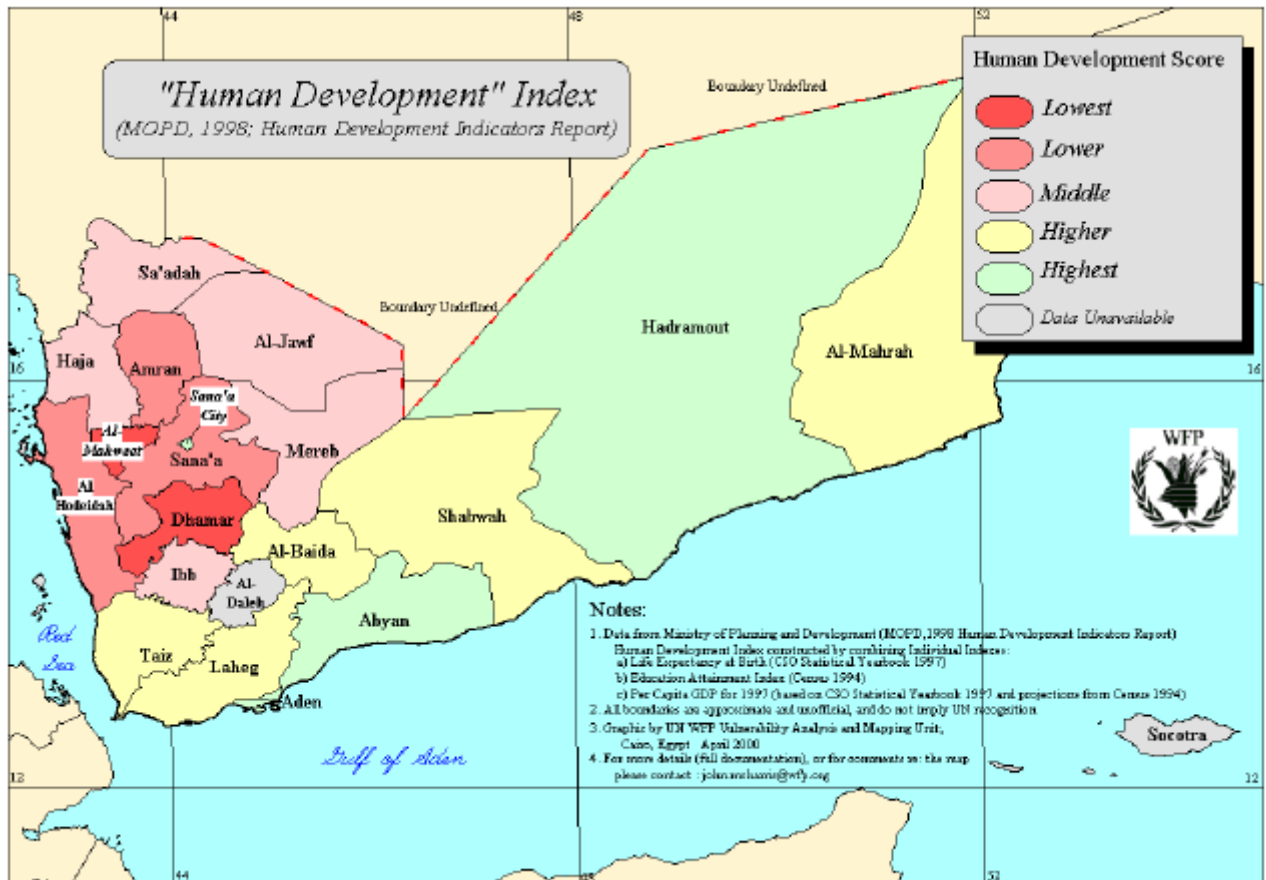 44
48
52
"Human Development" Index
(MOPD, 1998; Human Development Indicators Report)
Boundary Undefined
Human Development Score
Lowest
Lower
Middle
Higher
Highest
Data Unavailable
Sa'adah
Boundary Undefined
Al-Jawf
Hadramout
Haja
Amran
Al-Mahrah
16
16
Sana'a
City
Al-
Mahweet
Sana'a
Mereb
WFP
Al
Hodeidah
Dhamar
Shabwah
Al-Baida
Ibb
Al-
Daleh
Abyan
Red
Sea
Taiz
Laheg
Aden
Gulf of Aden
Notes:
1. Data from Ministry of Planning and Development (MOPD,1998 Human Development Indicators Report)
Human Development Index constructed by combining Individual Indexes:
a) Life Expectancy at Birth (CSO Statistical Yearbook 1997)
b) Education Attainment Index (Census 1994)
c) Per Capita GDP for 1997 (based on CSO Statistical Yearbook 1997 and projections from Census 1994)
2. All boundaries are approximate and unofficial, and do not imply UN recognition
3. Graphic by UN WFP Vulnerability Analysis and Mapping Unit,
Cairo, Egypt April 2000
4. For more details (full documentation), or for comments on the map
please contact :
Socotra
12
12
44
48
52